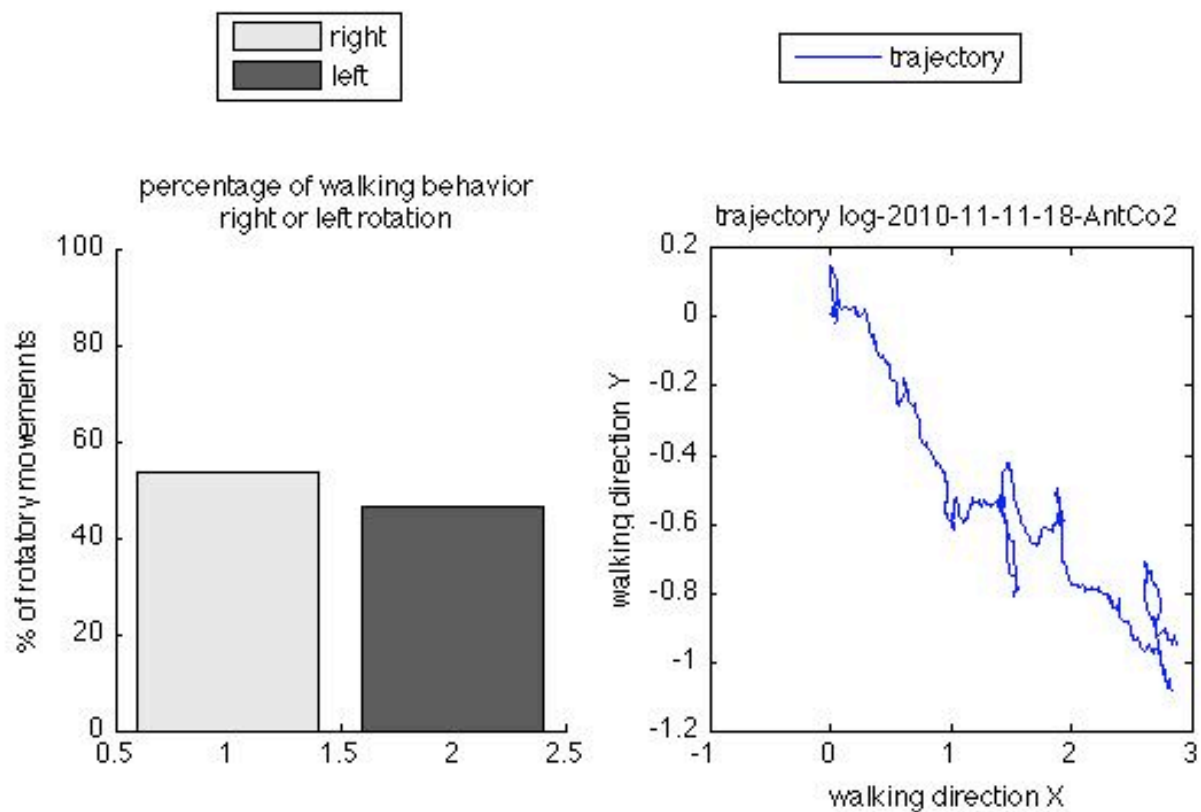 right
left
trajectory
percentage of walking behavior
right or left rotation
100
80
60
40
20
0
0.5
1
1.5
2
2.5
% of rotatory movemennts
trajectory log-2010-11-11-18-AntCo2
0.2
0
-0.2
-0.4
-0.6
-0.8
-1
-1.2
-1
0
1
2
3
walking direction Y
walking direction X